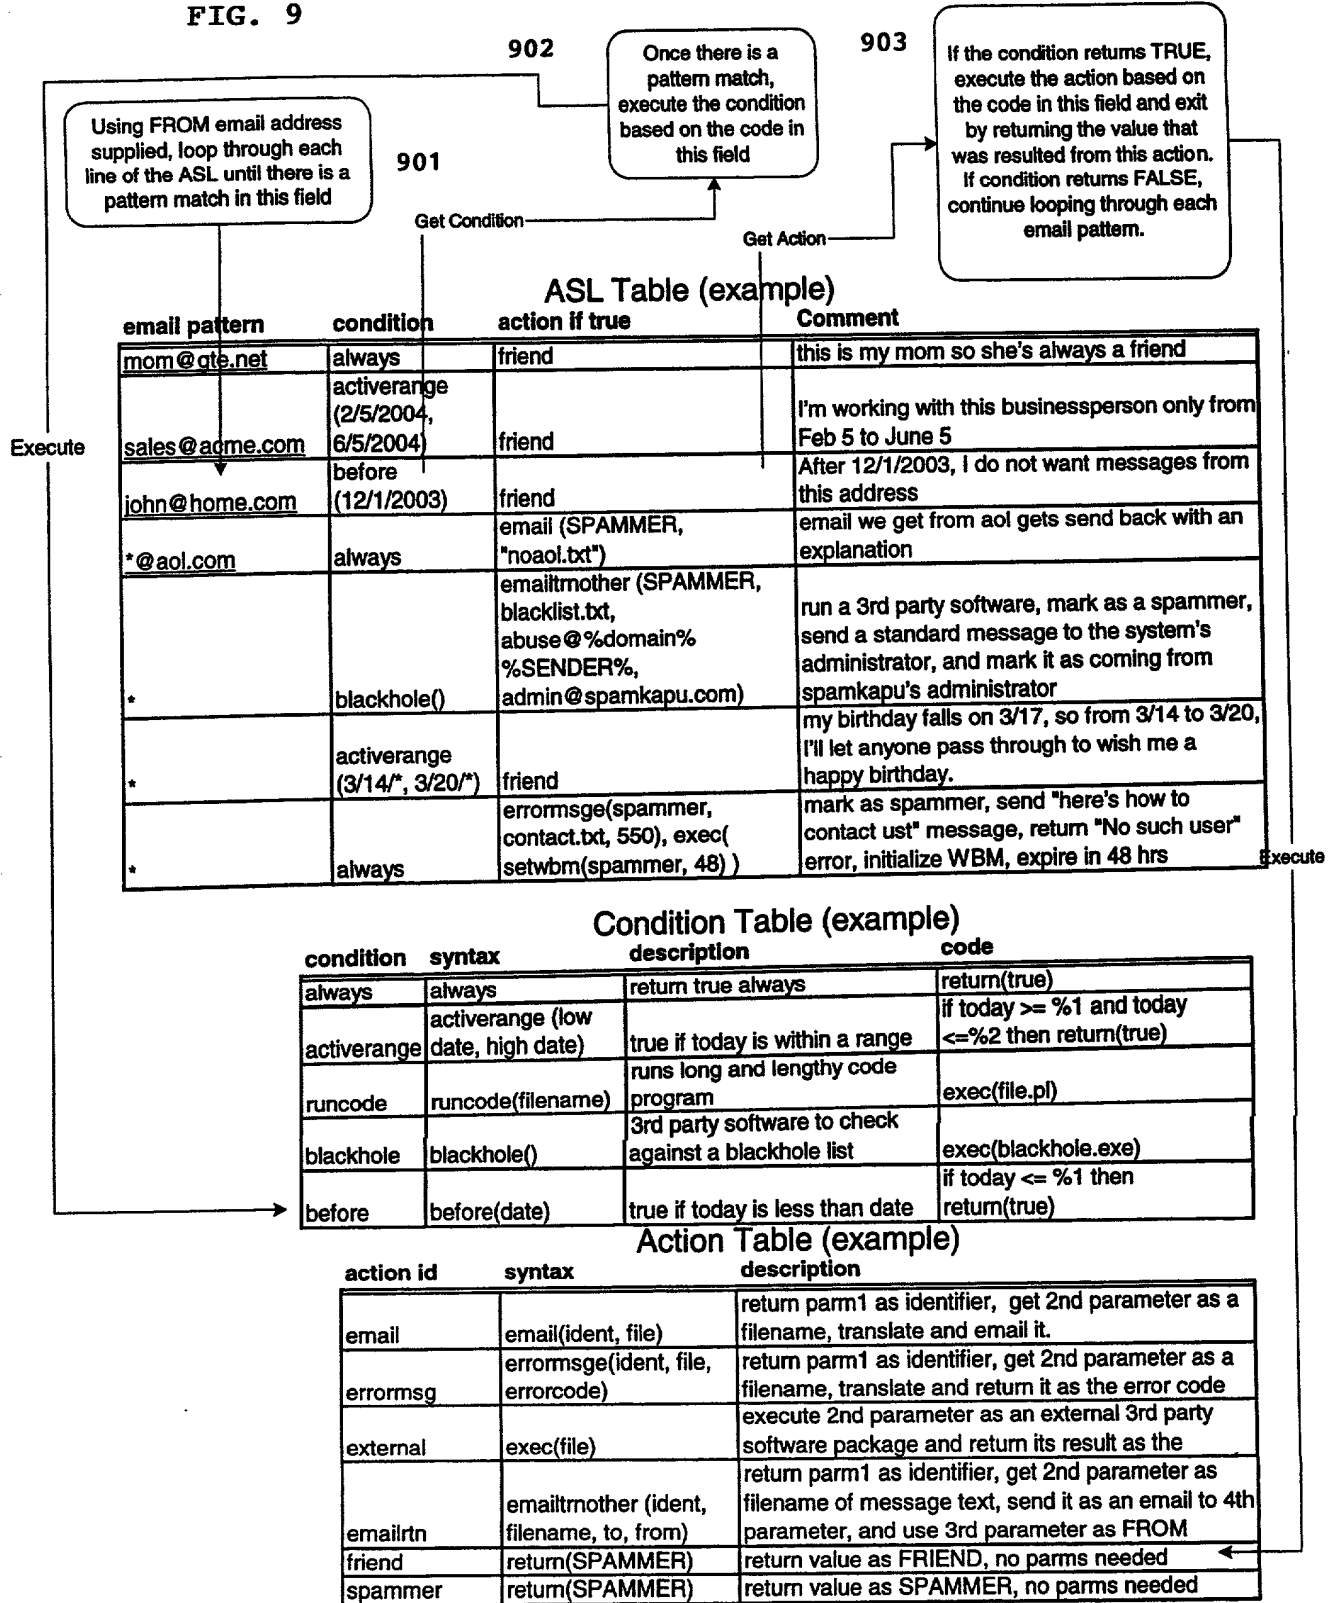 FIG. 9
902
903
Once there is a
pattern match,
execute the condition
based on the code in
this field
If the condition returns TRUE,
execute the action based on
the code in this field and exit
by returning the value that
was resulted from this action.
If condition returns FALSE,
continue looping through each
email pattern.
Using FROM email address
supplied, loop through each
line of the ASL until there is a
pattern match in this field
901
Get Condition
Get Action
ASL Table (example)
email pattern condition action if true Comment
mom@gte.net always friend this is my mom so she's always a friend
activerange
(2/5/2004,
6/5/2004)
sales@acme.com friend
I'm working with this businessperson only from
Feb 5 to June 5
Execute
before
(12/1/2003)
john@home.com friend
After 12/1/2003, I do not want messages from
this address
*@aol.com always
email (SPAMMER,
"noaol.txt")
email we get from aol gets send back with an
explanation
* blackhole()
emailtrnother (SPAMMER,
blacklist.txt,
abuse@%domain%
%SENDER%,
admin@spamkapu.com)
run a 3rd party software, mark as a spammer,
send a standard message to the system's
administrator, and mark it as coming from
spamkapu's administrator
*
activerange
(3/14/*, 3/20/*) friend
my birthday falls on 3/17, so from 3/14 to 3/20,
I'll let anyone pass through to wish me a
happy birthday.
* always
errormsge(spammer,
contact.txt, 550), exec(
setwbm(spammer, 48) )
mark as spammer, send "here's how to
contact ust" message, return "No such user"
error, initialize WBM, expire in 48 hrs
Execute
Condition Table (example)
condition syntax description code
always always return true always return(true)
activerange
activerange (low
date, high date)
true if today is within a range
if today >= %1 and today
<=%2 then return(true)
runcode runcode(filename)
runs long and lengthy code
program
exec(file.pl)
blackhole blackhole()
3rd party software to check
against a blackhole list
exec(blackhole.exe)
before before(date) true if today is less than date
if today <= %1 then
return(true)
Action Table (example)
action id syntax description
email email(ident, file)
return parm1 as identifier, get 2nd parameter as a
filename, translate and email it.
errormsg
errormsge(ident, file,
errorcode)
return parm1 as identifier, get 2nd parameter as a
filename, translate and return it as the error code
external exec(file)
execute 2nd parameter as an external 3rd party
software package and return its result as the
emailrtn
emailtrnother (ident,
filename, to, from)
return parm1 as identifier, get 2nd parameter as
filename of message text, send it as an email to 4th
parameter, and use 3rd parameter as FROM
friend return(SPAMMER) return value as FRIEND, no parms needed
spammer return(SPAMMER) return value as SPAMMER, no parms needed